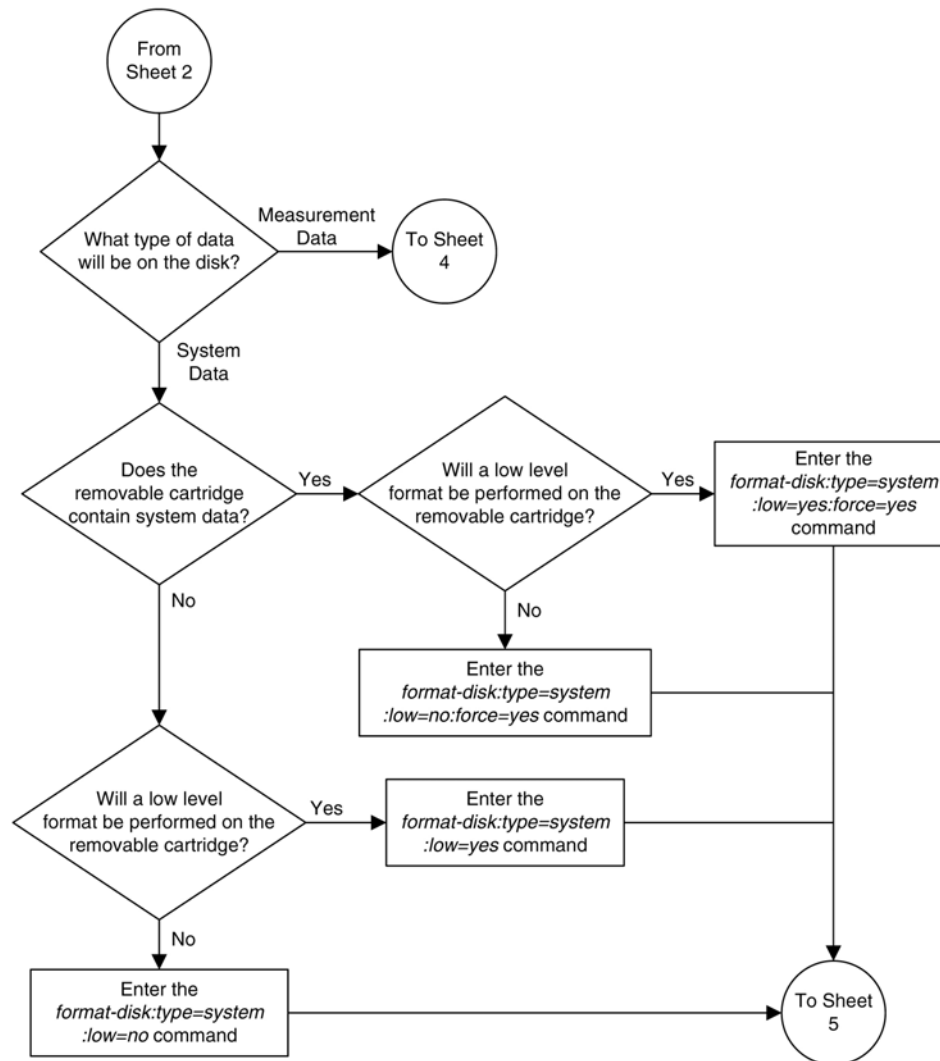 From
Sheet 2
What type of data
will be on the disk?
Measurement
Data
To Sheet
4
System
Data
Does the
removable cartridge
contain system data?
Yes
Will a low level
format be performed on the
removable cartridge?
Yes
Enter the
format-disk:type=system
:low=yes:force=yes
command
No
No
Enter the
format-disk:type=system
:low=no:force=yes command
Will a low level
format be performed on the
removable cartridge?
Yes
Enter the
format-disk:type=system
:low=yes command
No
Enter the
format-disk:type=system
:low=no command
To Sheet
5